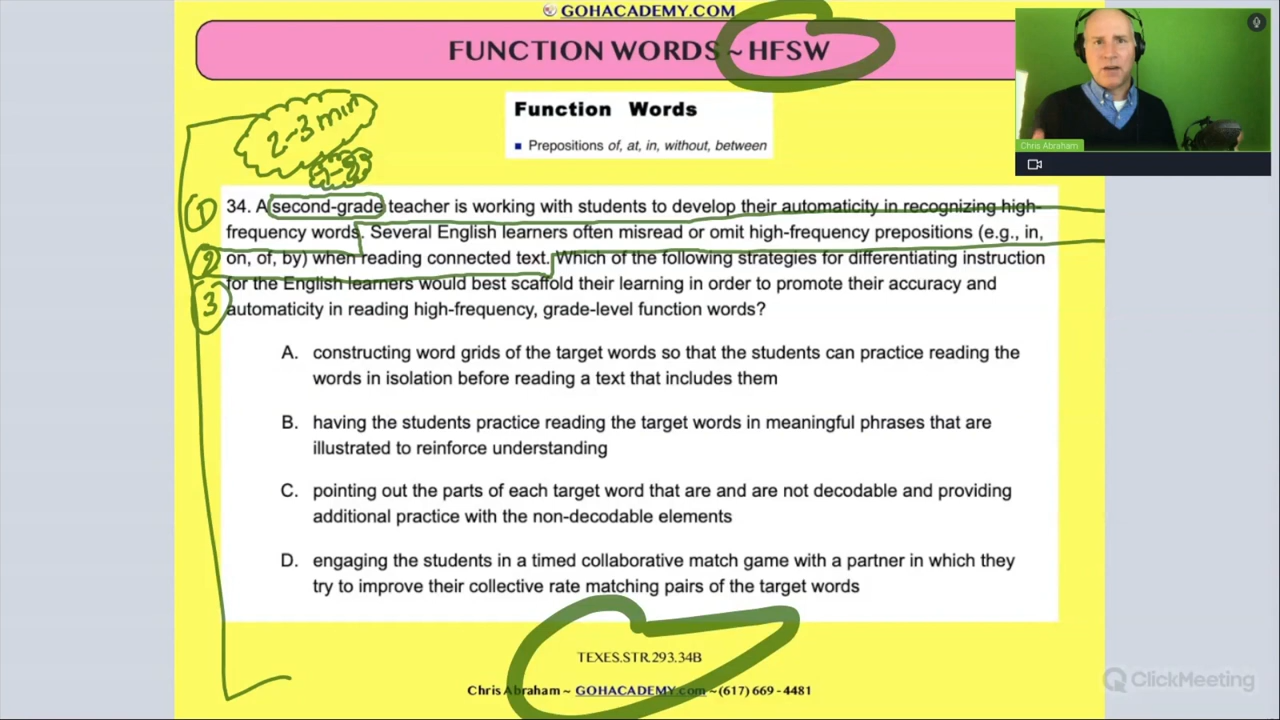 © GOHACADEMY.COM
FUNCTION WORDS ~ HFSW
Function Words
▪ Prepositions of, at, in, without, between
Chris Abraham
2-3 min
1
34. A second-grade teacher is working with students to develop their automaticity in recognizing high-
frequency words. Several English learners often misread or omit high-frequency prepositions (e.g., in,
2
on, of, by) when reading connected text. Which of the following strategies for differentiating instruction
3
for the English learners would best scaffold their learning in order to promote their accuracy and
automaticity in reading high-frequency, grade-level function words?
A. constructing word grids of the target words so that the students can practice reading the
words in isolation before reading a text that includes them
B. having the students practice reading the target words in meaningful phrases that are
illustrated to reinforce understanding
C. pointing out the parts of each target word that are and are not decodable and providing
additional practice with the non-decodable elements
D. engaging the students in a timed collaborative match game with a partner in which they
try to improve their collective rate matching pairs of the target words
TEXES.STR.293.34B
Chris Abraham ~ GOHACADEMY.com ~(617) 669 - 4481
ClickMeeting